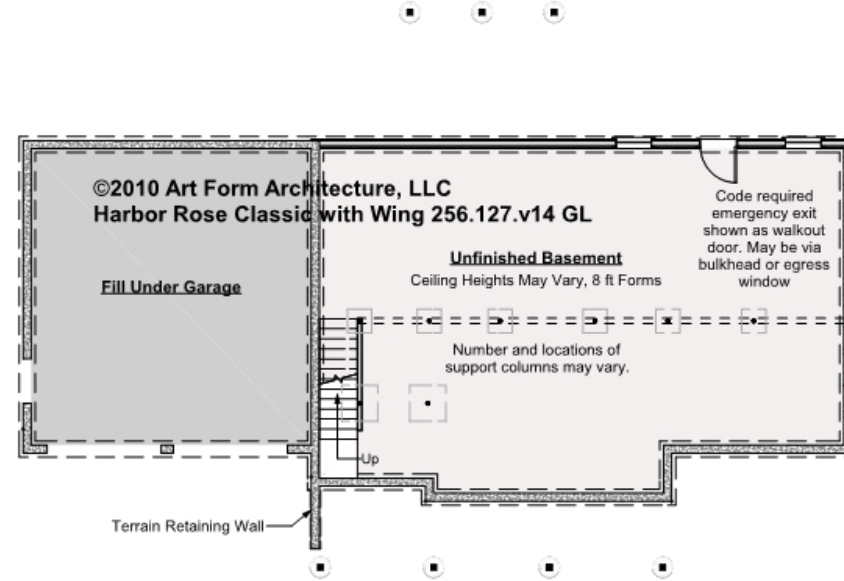 ©2010 Art Form Architecture, LLC
Harbor Rose Classic with Wing 256.127.v14 GL
Code required
emergency exit
shown as walkout
door. May be via
bulkhead or egress
window
Unfinished Basement
Ceiling Heights May Vary, 8 ft Forms
Fill Under Garage
Number and locations of
support columns may vary.
Up
Terrain Retaining Wall